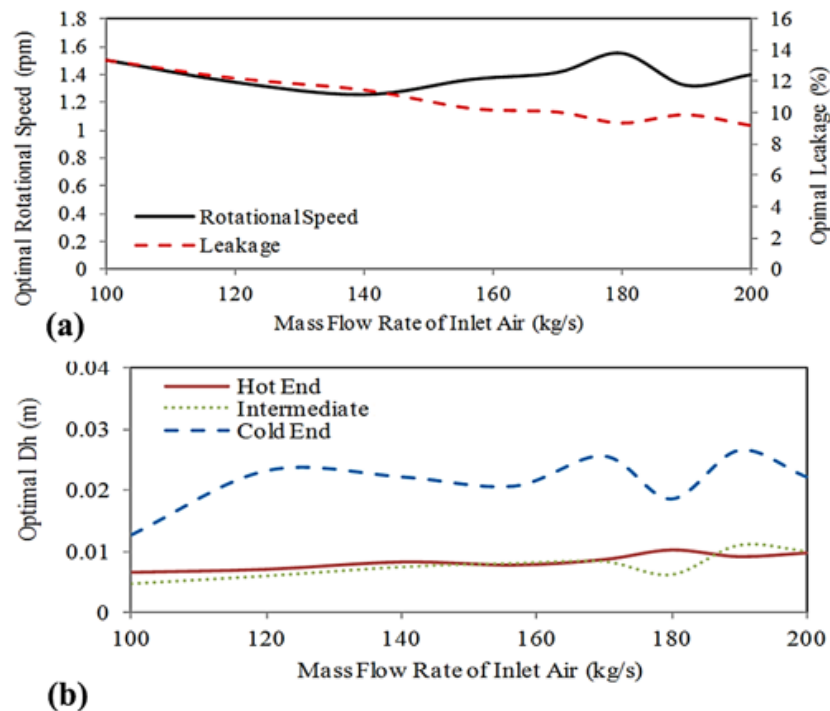 Optimal Rotational Speed (rpm)
1.8
1.6
1.4
1.2
1
0.8
0.6
0.4
0.2
0
16
14
12
10
8
6
4
2
0
Opimal Leakage (%)
Rotational Speed
Leakage
100 120 140 160 180 200
Mass Flow Rate of Inlet Air (kg/s)
(a)
Optimal Dh (m)
0.04
0.03
0.02
0.01
0
Hot End
Intermediate
Cold End
100 120 140 160 180 200
Mass Flow Rate of Inlet Air (kg/s)
(b)